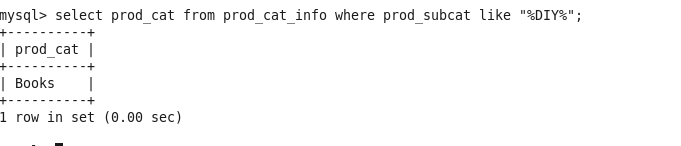 mysql> select prod_cat from prod_cat_info where prod_subcat like "%DIY%";
+----------+
| prod_cat |
+----------+
| Books    |
+----------+
1 row in set (0.00 sec)